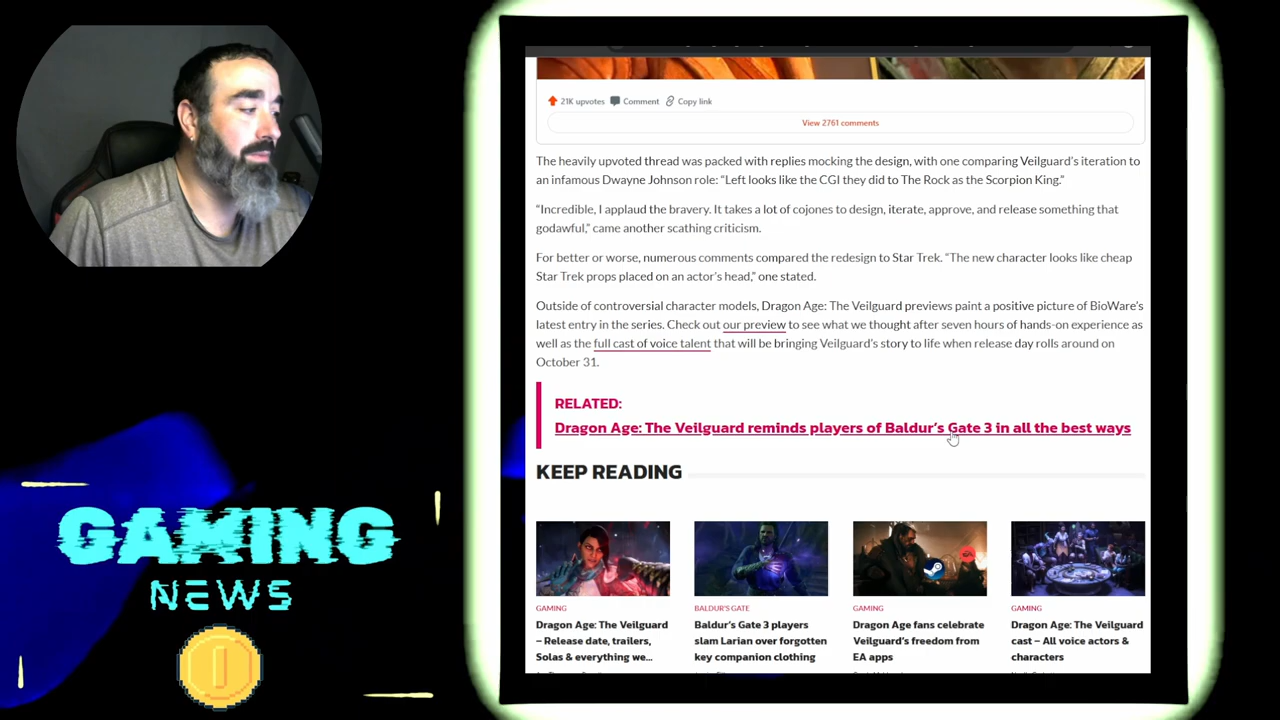 21K upvotes Comment Copy link
View 2761 comments
The heavily upvoted thread was packed with replies mocking the design, with one comparing Veilguard's iteration to
an infamous Dwayne Johnson role: “Left looks like the CGI they did to The Rock as the Scorpion King.”
“Incredible, I applaud the bravery. It takes a lot of cojones to design, iterate, approve, and release something that
godawful,” came another scathing criticism.
For better or worse, numerous comments compared the redesign to Star Trek. “The new character looks like cheap
Star Trek props placed on an actor’s head,” one stated.
Outside of controversial character models, Dragon Age: The Veilguard previews paint a positive picture of BioWare’s
latest entry in the series. Check out our preview to see what we thought after seven hours of hands-on experience as
well as the full cast of voice talent that will be bringing Veilguard’s story to life when release day rolls around on
October 31.
RELATED:
Dragon Age: The Veilguard reminds players of Baldur’s Gate 3 in all the best ways
KEEP READING
EA
GAMING
Dragon Age: The Veilguard
– Release date, trailers,
Solas & everything we...
BALDUR'S GATE
Baldur’s Gate 3 players
slam Larian over forgotten
key companion clothing
GAMING
Dragon Age fans celebrate
Veilguard’s freedom from
EA apps
GAMING
Dragon Age: The Veilguard
cast – All voice actors &
characters
GAMING
NEWS